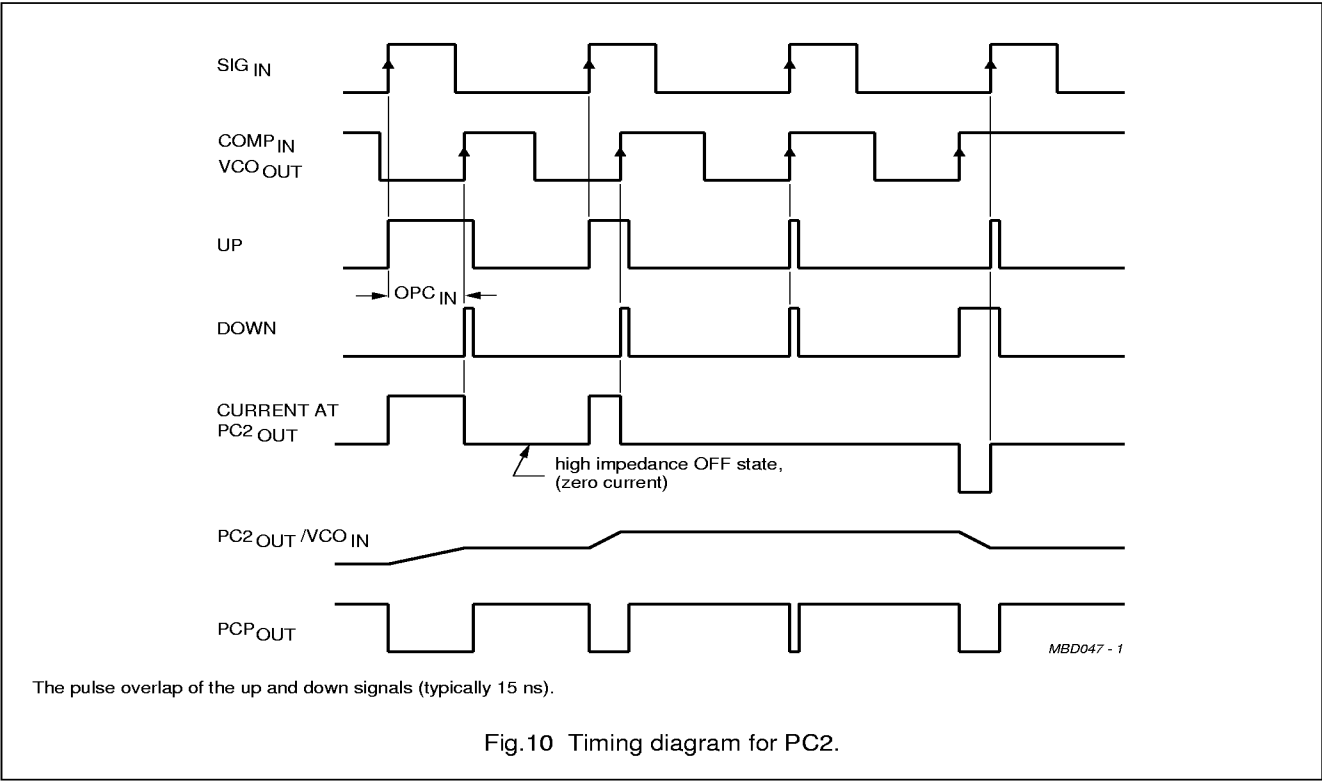 SIG IN
COMP IN
VCO OUT
UP
OPC IN
DOWN
CURRENT AT
PC2 OUT
high impedance OFF state,
(zero current)
PC2 OUT /VCO IN
PCP OUT
MBD047 - 1
The pulse overlap of the up and down signals (typically 15 ns).
Fig.10 Timing diagram for PC2.